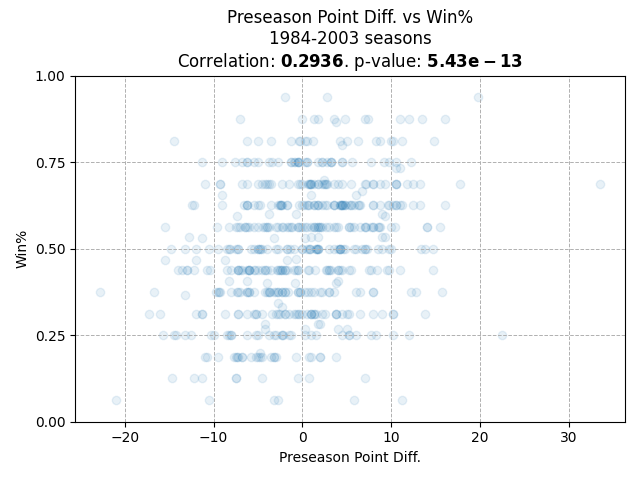 Preseason Point Diff. vs Win%
1984-2003 seasons
Correlation: 0.2936. p-value: 5.43e − 13
1.00
0.75
0.50
0.25
0.00
Win%
−20
−10
0
10
20
30
Preseason Point Diff.